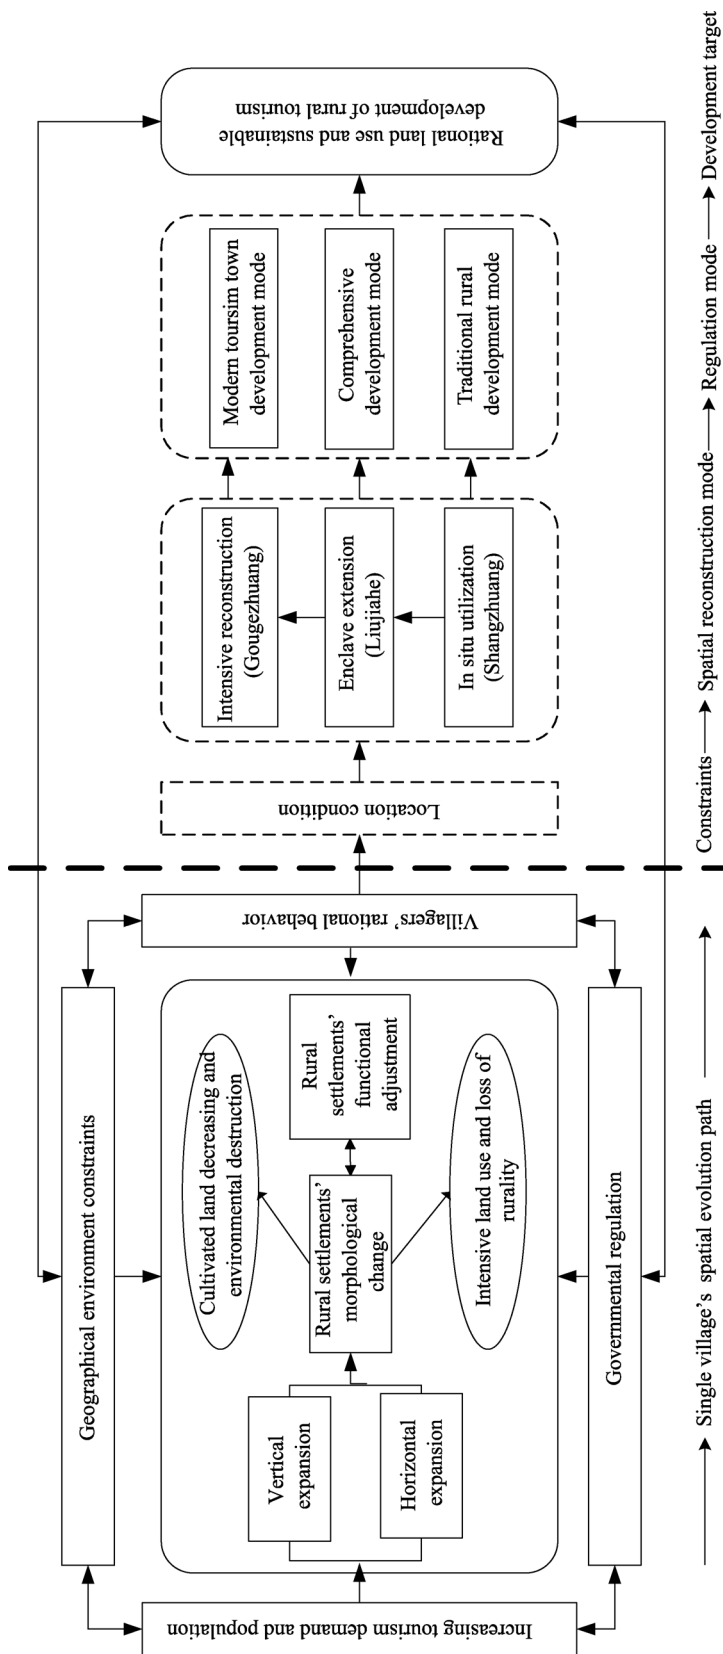 Increasing tourism demand and population
Geographical environment constraints
Vertical
expansion
Horizontal
expansion
Cultivated land decreasing and
environmental destruction
Rural settlements’
morphological
change
Intensive land use and loss of
rurality
Rural
settlements’
functional
adjustment
Governmental regulation
Villagers’ rational behavior
Location condition
Intensive reconstruction
(Gougezhuang)
Enclave extension
(Liujiahe)
In situ utilization
(Shangzhuang)
Modern toursim town
development mode
Comprehensive
development mode
Traditional rural
development mode
Rational land use and sustainable
development of rural tourism
Single village’s spatial evolution path
Constraints
Spatial reconstruction mode
Regulation mode
Development target